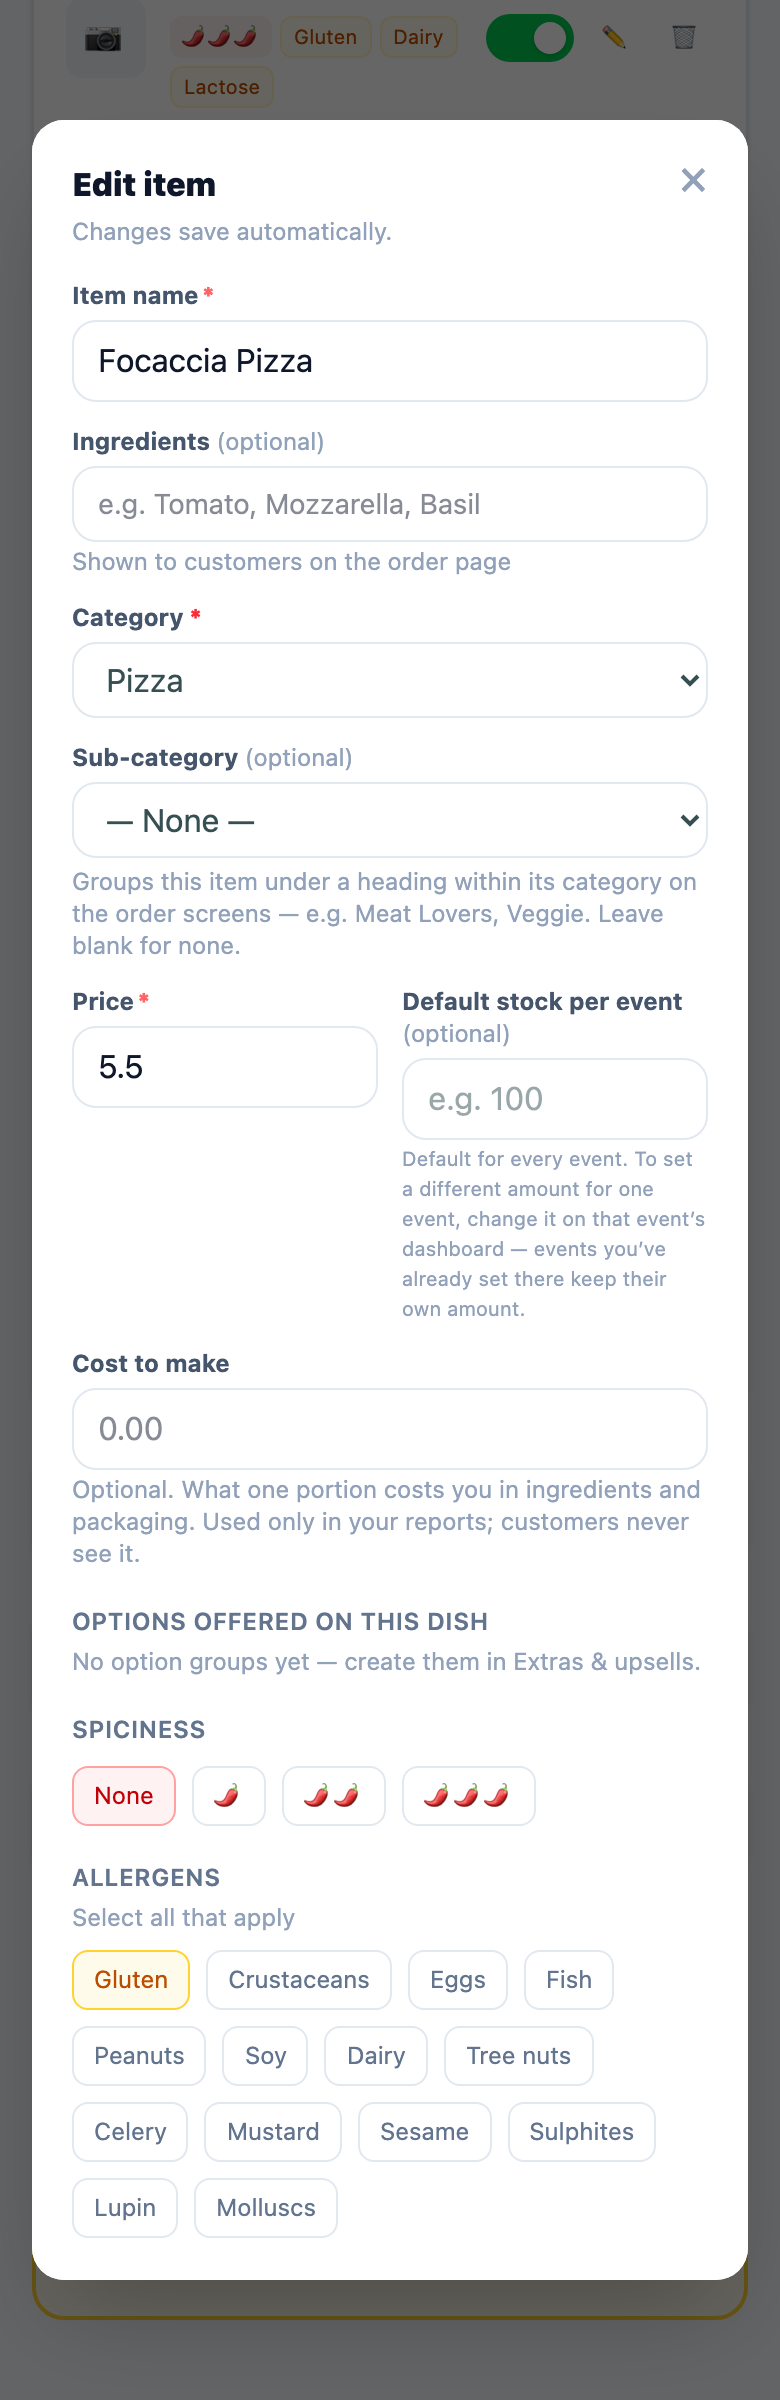 Gluten
Dairy
Lactose
Edit item
Changes save automatically.
Item name *
Focaccia Pizza
Ingredients (optional)
e.g. Tomato, Mozzarella, Basil
Shown to customers on the order page
Category *
Pizza
Sub-category (optional)
— None —
Groups this item under a heading within its category on
the order screens — e.g. Meat Lovers, Veggie. Leave
blank for none.
Price *
5.5
Default stock per event
(optional)
e.g. 100
Default for every event. To set
a different amount for one
event, change it on that event’s
dashboard — events you’ve
already set there keep their
own amount.
Cost to make
0.00
Optional. What one portion costs you in ingredients and
packaging. Used only in your reports; customers never
see it.
OPTIONS OFFERED ON THIS DISH
No option groups yet — create them in Extras & upsells.
SPICINESS
None
ALLERGENS
Select all that apply
Gluten Crustaceans Eggs Fish
Peanuts Soy Dairy Tree nuts
Celery Mustard Sesame Sulphites
Lupin Molluscs